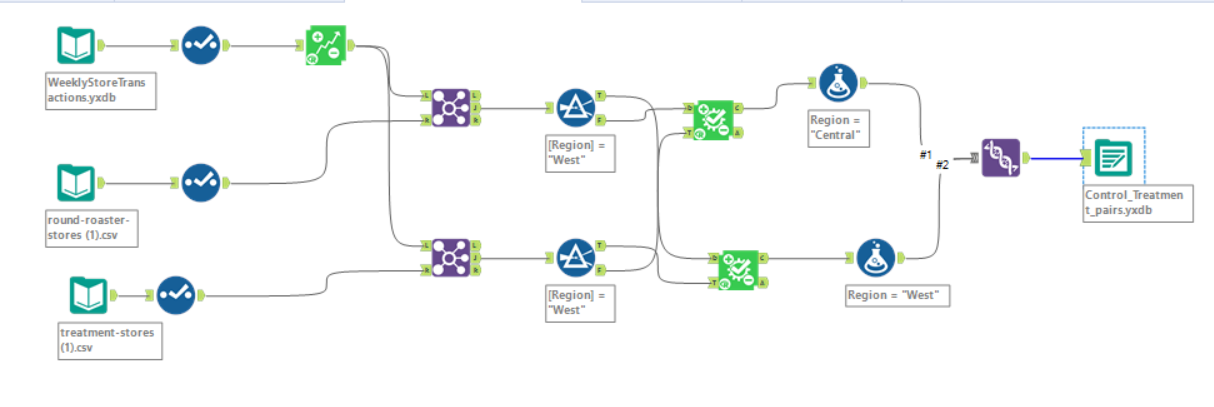 WeeklyStoreTrans
actions.yxdb
L
J
R
L
R
T
F
D
T
C
A
[Region] =
"West"
Region =
"Central"
#1
#2
Control_Treatmen
t_pairs.yxdb
round-roaster-
stores (1).csv
L
J
R
L
R
T
F
D
T
C
A
[Region] =
"West"
Region = "West"
treatment-stores
(1).csv